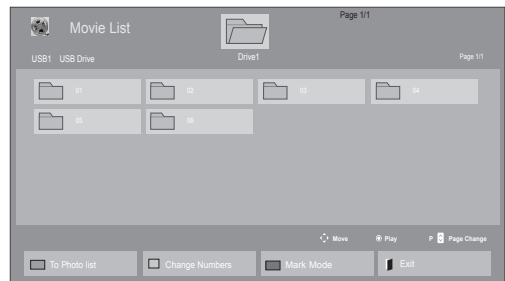 Page 1/1
Movie List
Drive1
USB1 USB Drive
Page 1/1
01 02 03 04
05 06
Move Play P Page Change
To Photo list Change Numbers Mark Mode Exit